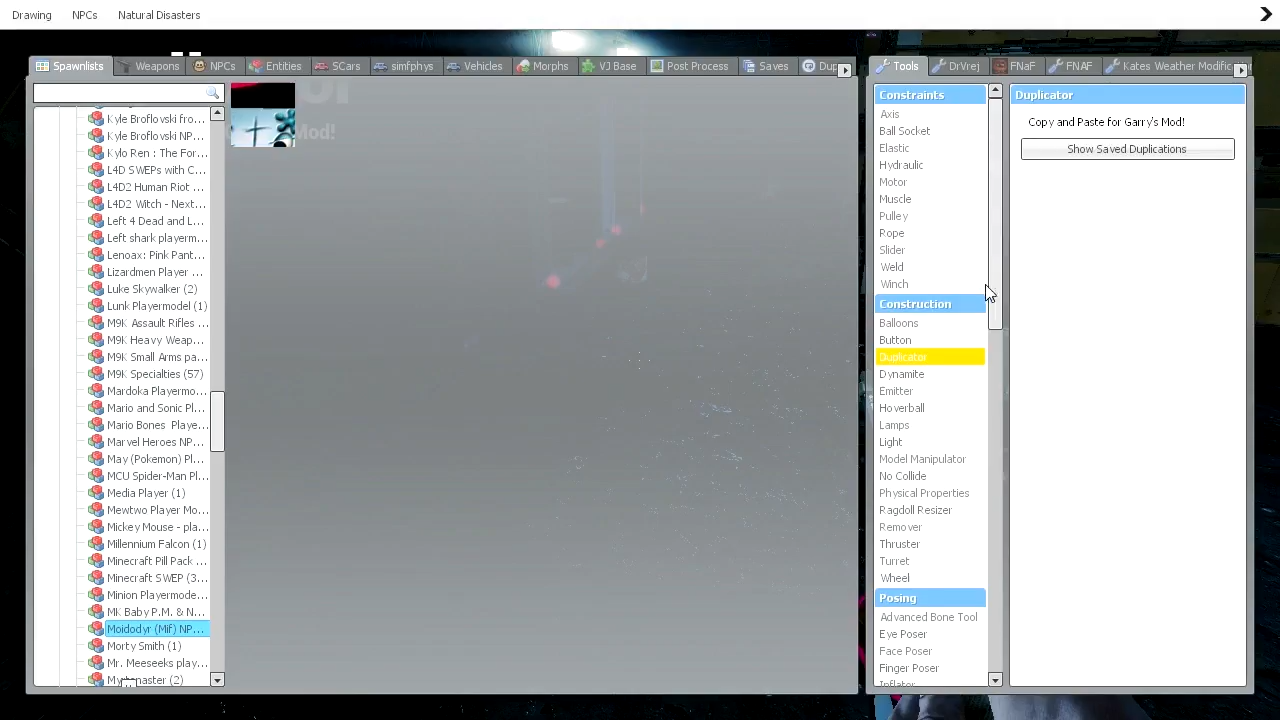 Drawing NPCs Natural Disasters
Spawnlists Weapons NPCs Entities SCars simfphys Vehicles Morphs VJ Base Post Process Saves Dup
Tools DrVrej FNaF FNAF Kates Weather Modific
Mod!
Kyle Broflovski fro...
Kyle Broflovski NP...
Kylo Ren : The For...
L4D SWEPs with C...
L4D2 Human Riot ...
L4D2 Witch - Next...
Left 4 Dead and L...
Left shark playerm...
Lenoax: Pink Pant...
Lizardmen Player ...
Luke Skywalker (2)
Lunk Playermodel (1)
M9K Assault Rifles ...
M9K Heavy Weap...
M9K Small Arms pa...
M9K Specialties (57)
Mardoka Playermo...
Mario and Sonic Pl...
Mario Bones Playe...
Marvel Heroes NP...
May (Pokemon) Pl...
MCU Spider-Man Pl...
Media Player (1)
Mewtwo Player Mo...
Mickey Mouse - pla...
Millennium Falcon (1)
Minecraft Pill Pack ...
Minecraft SWEP (3...
Minion Playermode...
MK Baby P.M. & N...
Moidodyr (Mif) NP...
Morty Smith (1)
Mr. Meeseeks play...
Constraints
Axis
Ball Socket
Elastic
Hydraulic
Motor
Muscle
Pulley
Rope
Slider
Weld
Winch
Construction
Balloons
Button
Duplicator
Dynamite
Emitter
Hoverball
Lamps
Light
Model Manipulator
No Collide
Physical Properties
Ragdoll Resizer
Remover
Thruster
Turret
Wheel
Posing
Advanced Bone Tool
Eye Poser
Face Poser
Finger Poser
Inflator
Duplicator
Copy and Paste for Garry's Mod!
Show Saved Duplications